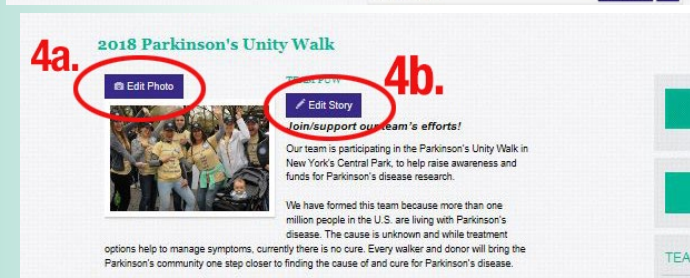 2018 Parkinson's Unity Walk
4a.
Edit Photo
4b.
Edit Story
Join/support our team's efforts!
Our team is participating in the Parkinson's Unity Walk in
New York's Central Park, to help raise awareness and
funds for Parkinson's disease research.
We have formed this team because more than one
million people in the U.S. are living with Parkinson's
disease. The cause is unknown and while treatment
options help to manage symptoms, currently there is no cure. Every walker and donor will bring the
Parkinson's community one step closer to finding the cause of and cure for Parkinson's disease.
TEA